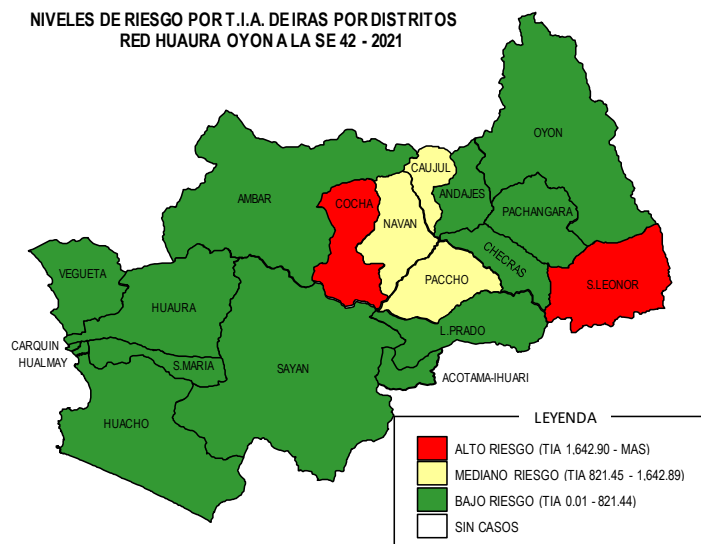 NIVELES DE RIESGO POR T.I.A. DE IRAS POR DISTRITOS
RED HUAURA OYON A LA SE 42 - 2021
OYON
CAUJUL
ANDAJES
AMBAR
COCHA
PACHANGARA
NAVAN
CHECRAS
VEGUETA
PACCHO
S.LEONOR
HUAURA
L.PRADO
CARQUIN
HUALMAY
S.MARIA
SAYAN
ACOTAMA-IHUARI
HUACHO
LEYENDA
ALTO RIESGO (TIA 1,642.90 - MAS)
MEDIANO RIESGO (TIA 821.45 - 1,642.89)
BAJO RIESGO (TIA 0.01 - 821.44)
SIN CASOS